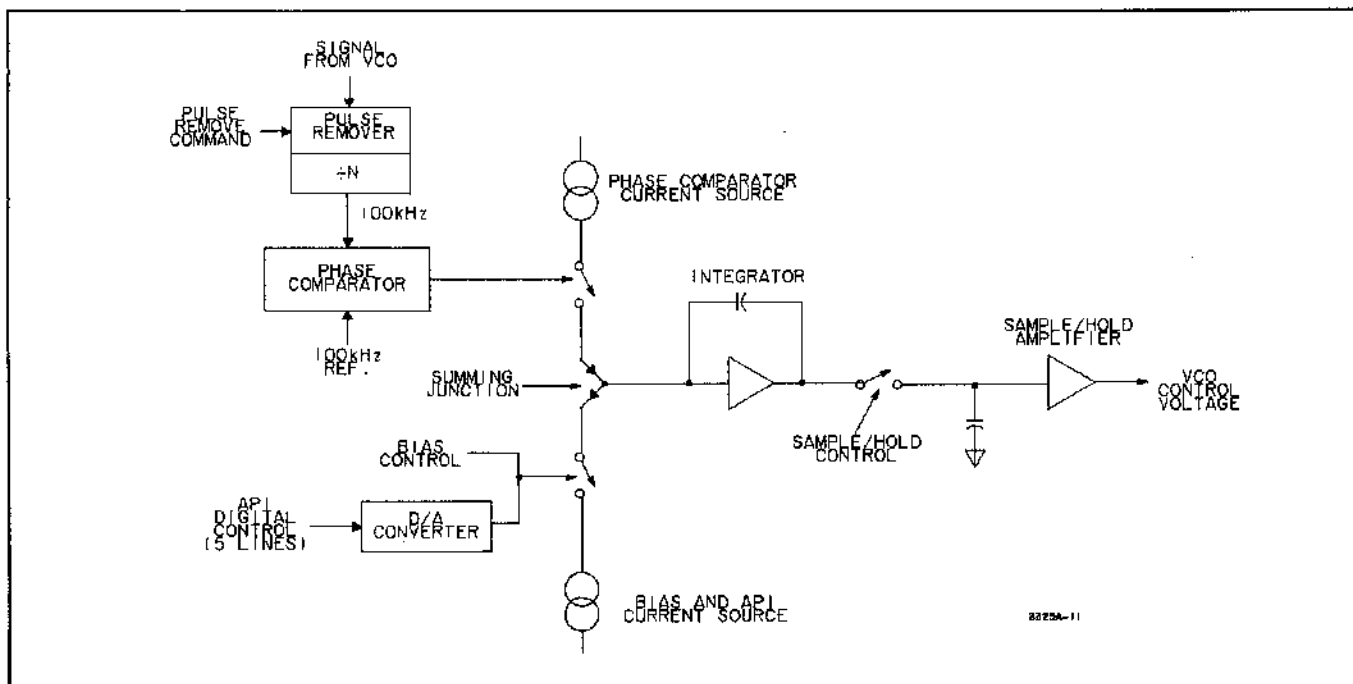 SIGNAL
FROM VCO
PULSE
REMOVE
COMMAND
PULSE
REMOVER
÷N
100kHz
PHASE
COMPARATOR
100kHz
REF.
PHASE COMPARATOR
CURRENT SOURCE
INTEGRATOR
SUMMING
JUNCTION
SAMPLE/HOLD
AMPLIFIER
VCO
CONTROL
VOLTAGE
SAMPLE/HOLD
CONTROL
BIAS
CONTROL
API
DIGITAL
CONTROL
(5 LINES)
D/A
CONVERTER
BIAS AND API
CURRENT SOURCE
3325A-11